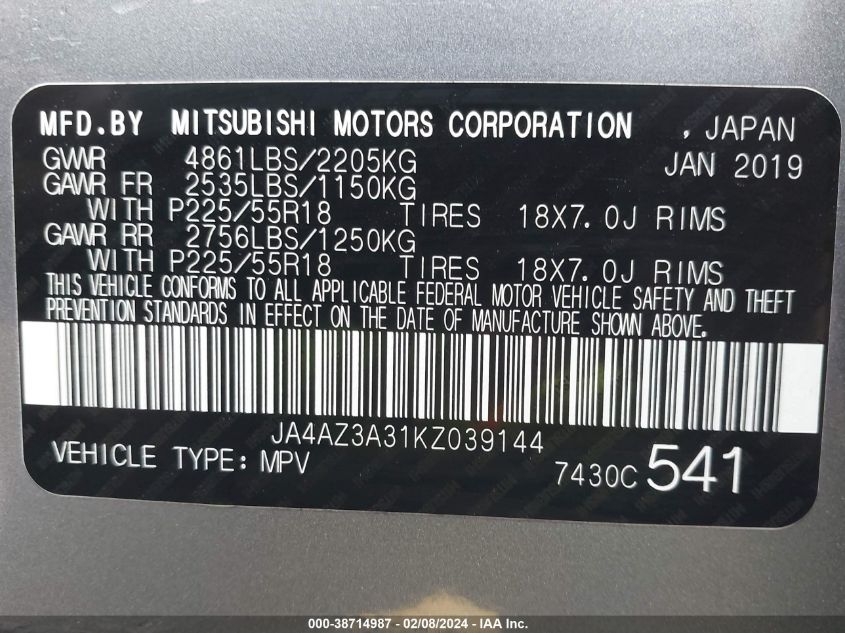 MFD.BY MITSUBISHI MOTORS CORPORATION , JAPAN
GVWR 4861LBS/2205KG JAN 2019
GAWR FR 2535LBS/1150KG
WITH P225/55R18 TIRES 18X7.0J RIMS
GAWR RR 2756LBS/1250KG
WITH P225/55R18 TIRES 18X7.0J RIMS
THIS VEHICLE CONFORMS TO ALL APPLICABLE FEDERAL MOTOR VEHICLE SAFETY AND THEFT
PREVENTION STANDARDS IN EFFECT ON THE DATE OF MANUFACTURE SHOWN ABOVE.
JA4AZ3A31KZ039144
VEHICLE TYPE: MPV 7430C 541
000-38714987 - 02/08/2024 - IAA Inc.